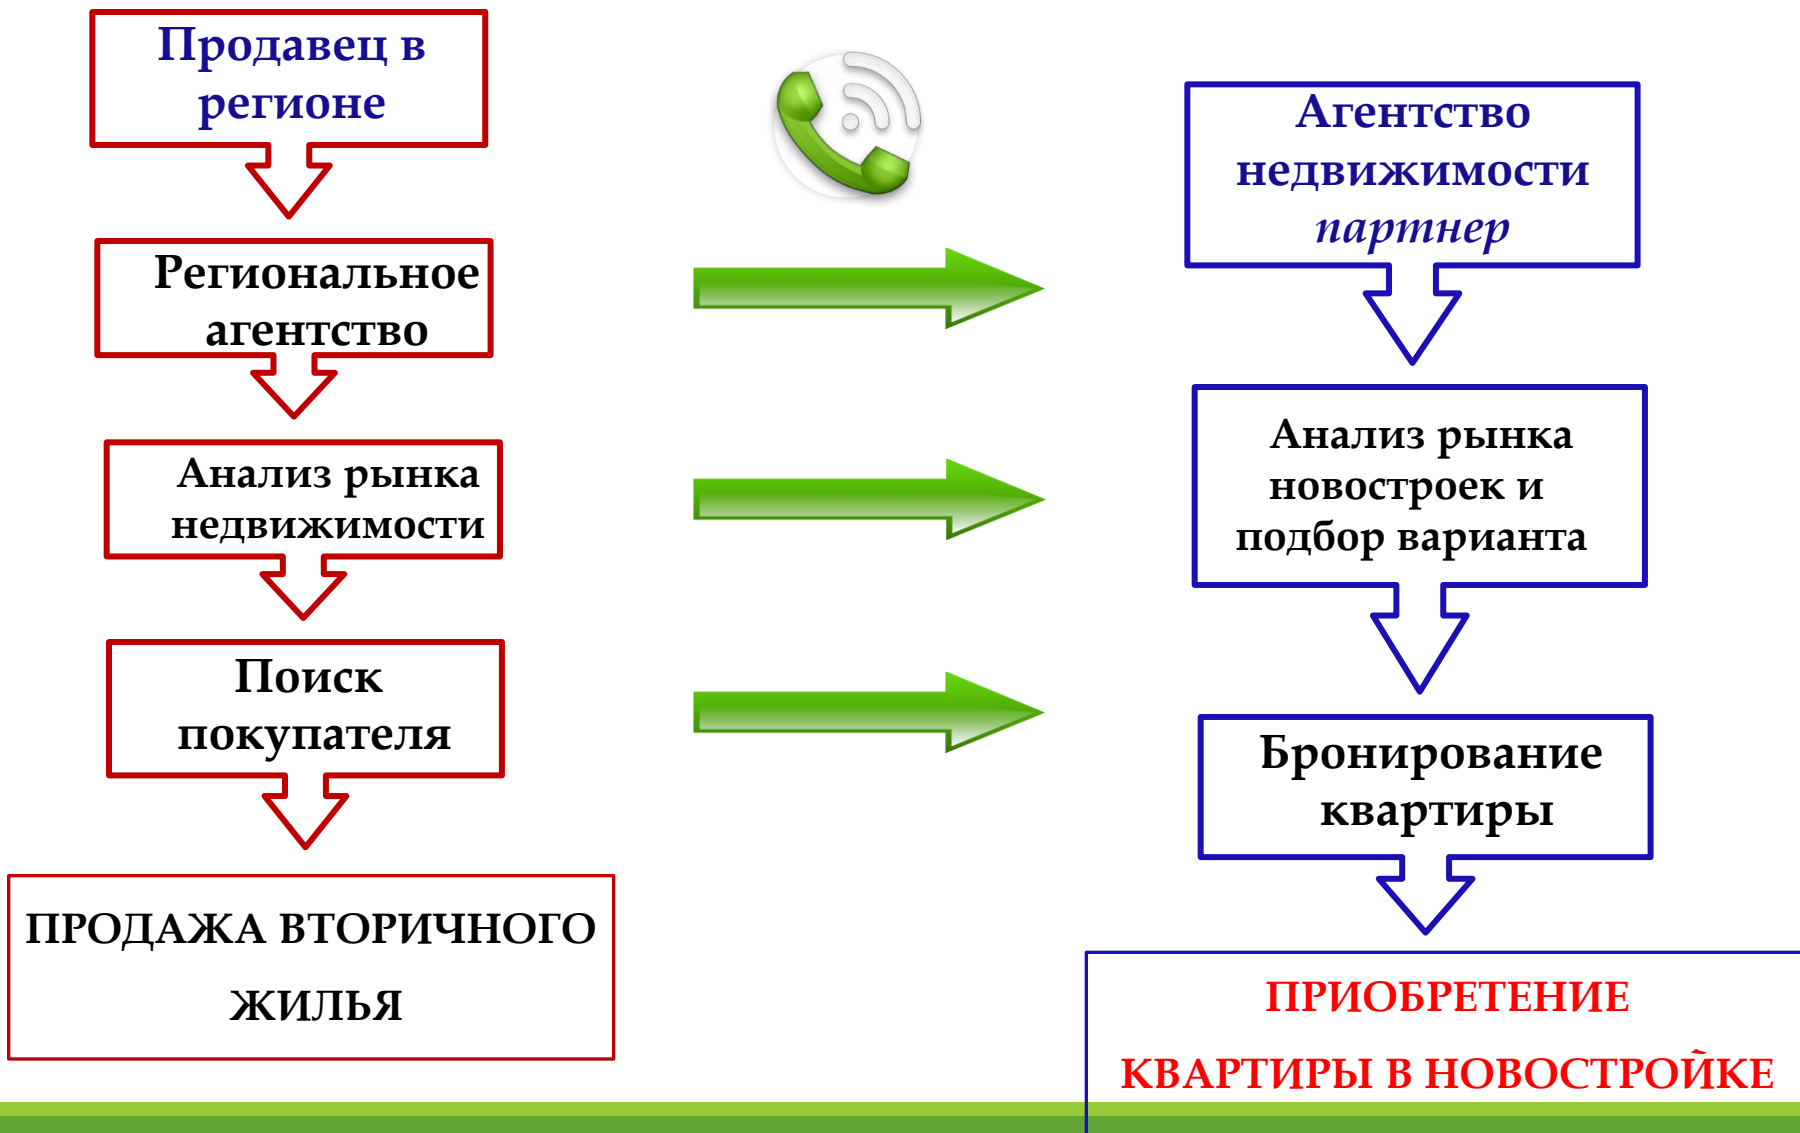 Продавец в
регионе
Региональное
агентство
Анализ рынка
недвижимости
Поиск
покупателя
ПРОДАЖА ВТОРИЧНОГО
ЖИЛЬЯ
Агентство
недвижимости
партнер
Анализ рынка
новостроек и
подбор варианта
Бронирование
квартиры
ПРИОБРЕТЕНИЕ
КВАРТИРЫ В НОВОСТРОЙКЕ